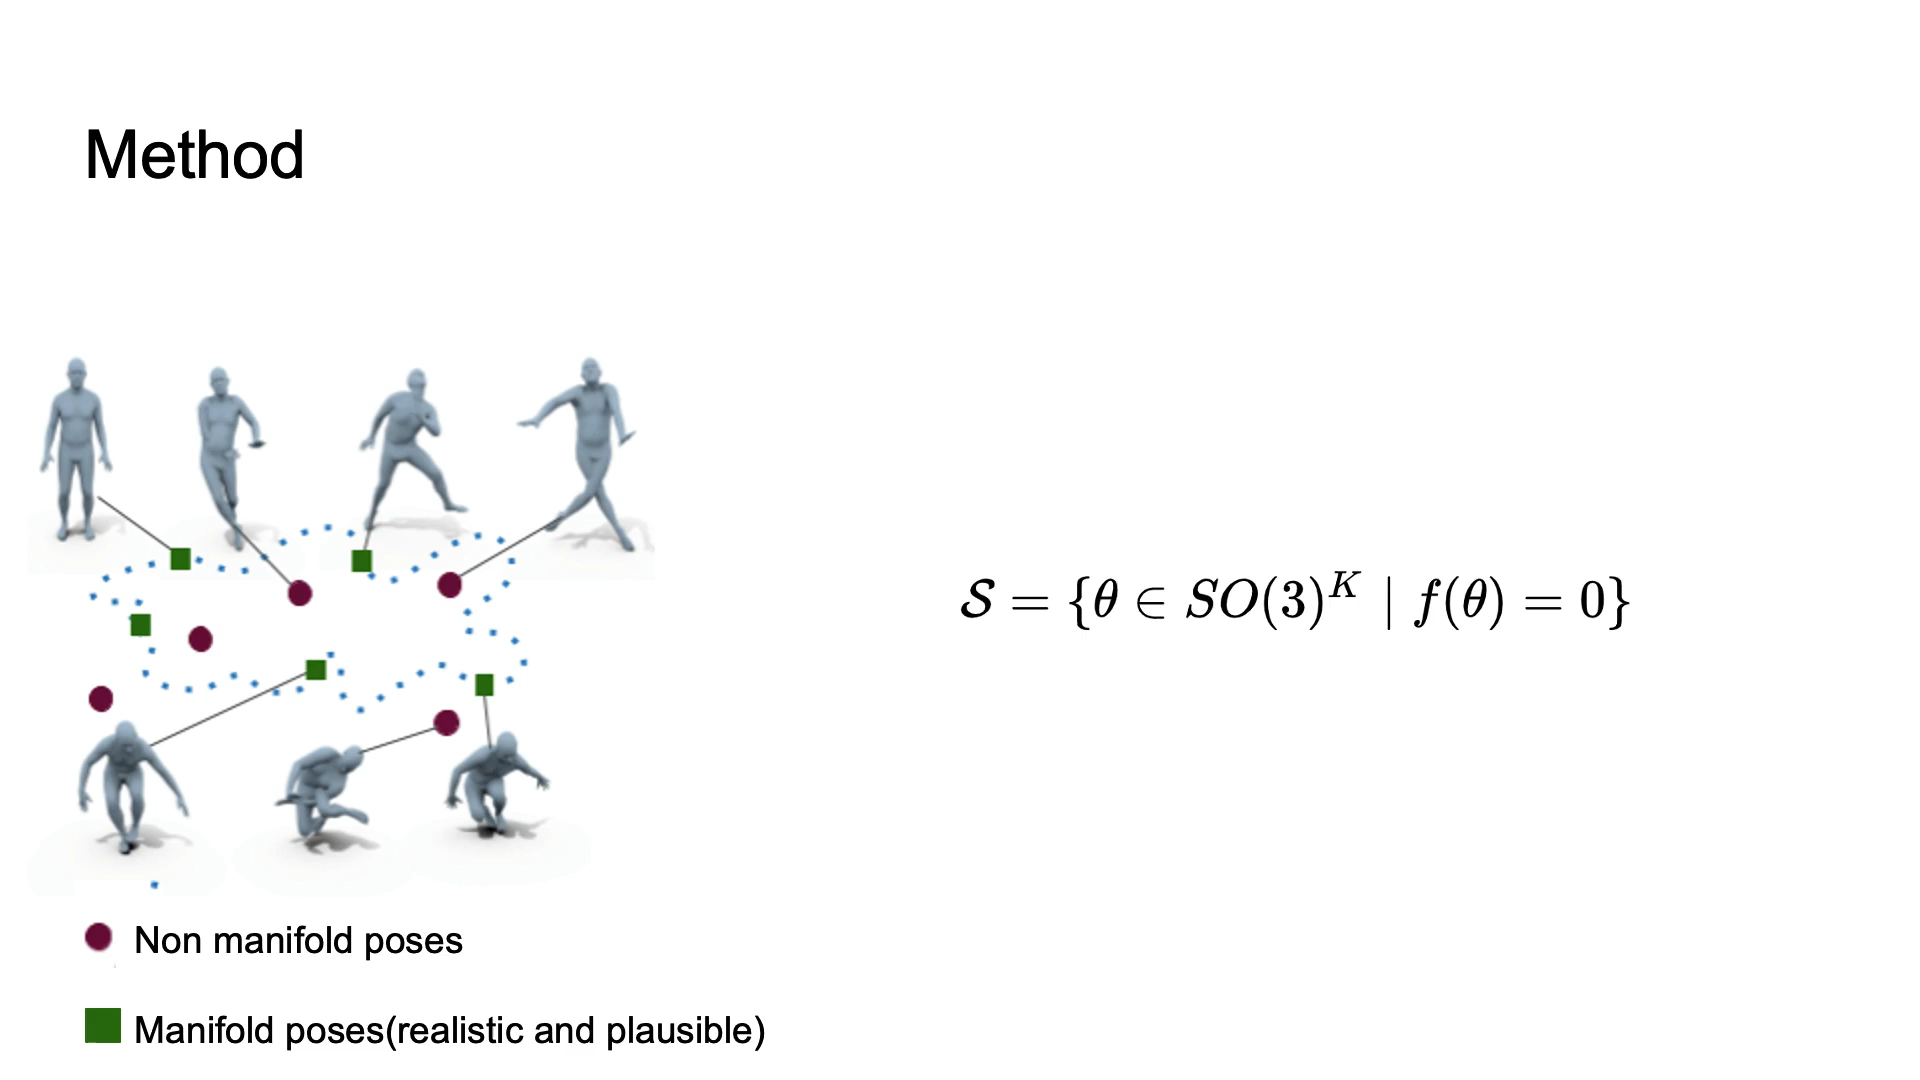 Method
𝒮 = {θ ∈ SO(3)^K | f(θ) = 0}
Non manifold poses
Manifold poses(realistic and plausible)